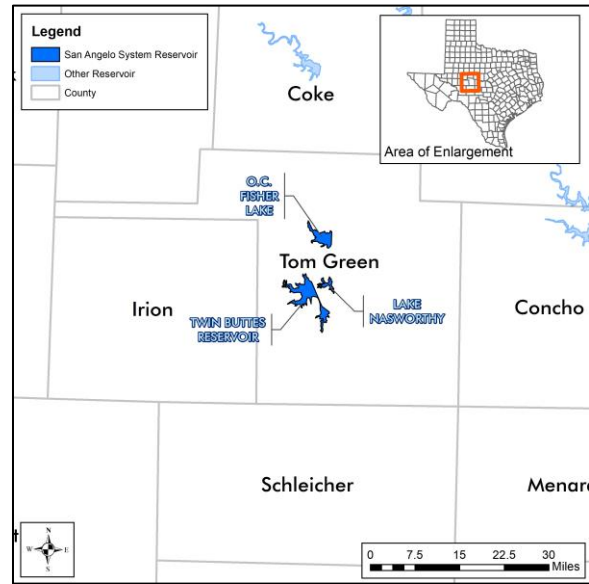 Legend
San Angelo System Reservoir
Other Reservoir
County
Coke
Area of Enlargement
O.C.
FISHER
LAKE
Tom Green
Irion
TWIN BUTTES
RESERVOIR
LAKE
NASWORTHY
Concho
Schleicher
Menar
N
W E
S
0 7.5 15 22.5 30
Miles